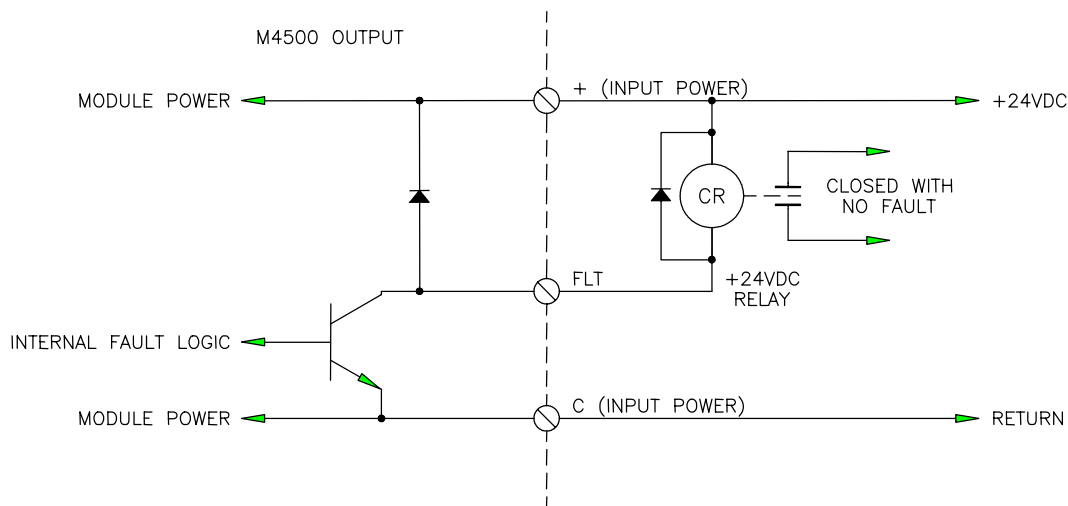 M4500 OUTPUT
+ (INPUT POWER)
MODULE POWER
+24VDC
CR
CLOSED WITH
NO FAULT
FLT
+24VDC
RELAY
INTERNAL FAULT LOGIC
C (INPUT POWER)
MODULE POWER
RETURN